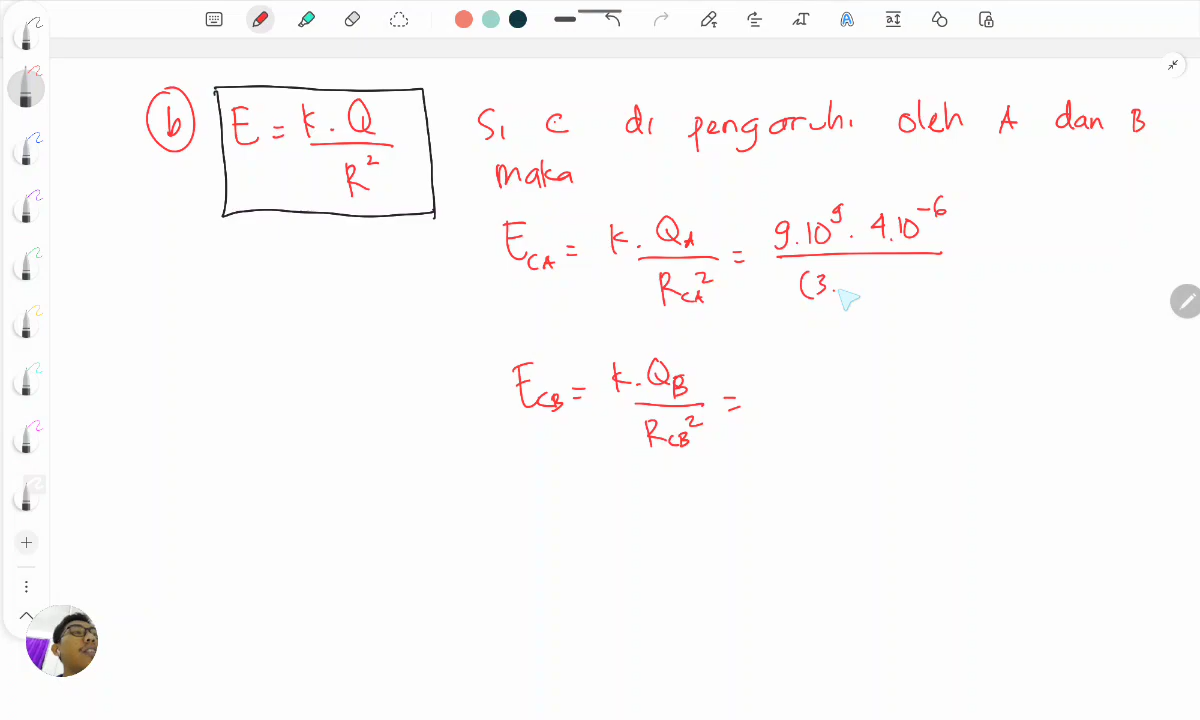 b E = k . Q / R²
Si C di pengaruhi oleh A dan B
maka
E_CA = k . Q_A / R_CA² = 9.10⁹ . 4.10⁻⁶ / (3.
E_CB = k . Q_B / R_CB² =